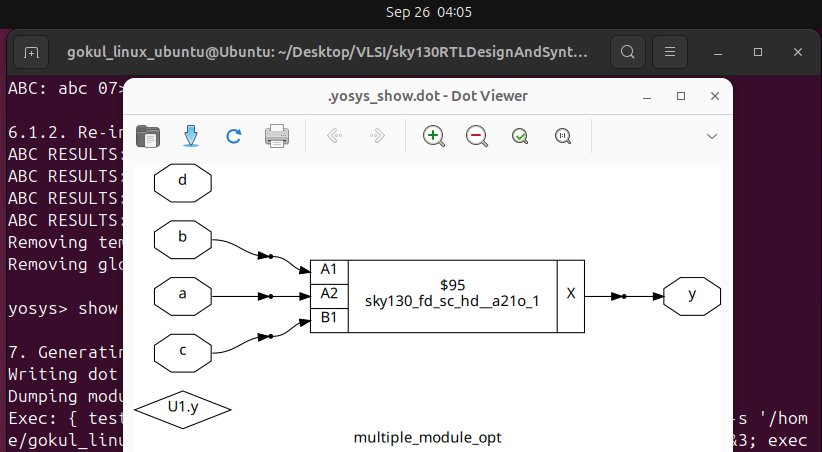 Sep 26 04:05
gokul_linux_ubuntu@Ubuntu: ~/Desktop/VLSI/sky130RTLDesignAndSynt...
ABC: abc 07>
.yosys_show.dot - Dot Viewer
6.1.2. Re-in
ABC RESULTS:
ABC RESULTS:
ABC RESULTS:
ABC RESULTS:
Removing tem
Removing glo
yosys> show
7. Generatin
Writing dot
Dumping modu
Exec: { test
-s '/hom
e/gokul_linu
&3; exec
d
b
a
c
A1
A2
B1
$95
sky130_fd_sc_hd__a21o_1
X
y
U1.y
multiple_module_opt